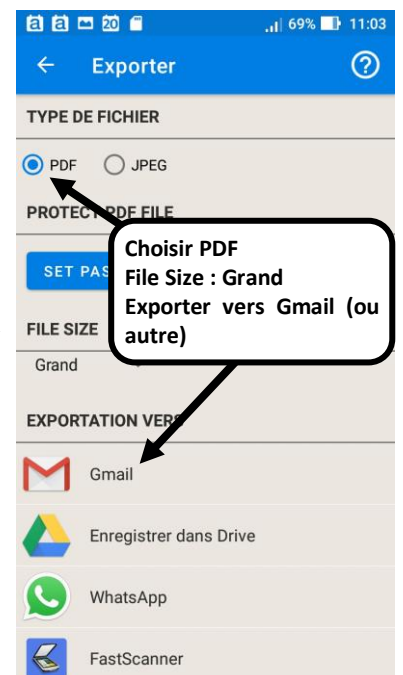 20 69% 11:03
Exporter ?
TYPE DE FICHIER
PDF JPEG
PROTECT PDF FILE
SET PAS
Choisir PDF
File Size : Grand
Exporter vers Gmail (ou
autre)
FILE SIZE
Grand
EXPORTATION VERS
Gmail
Enregistrer dans Drive
WhatsApp
FastScanner